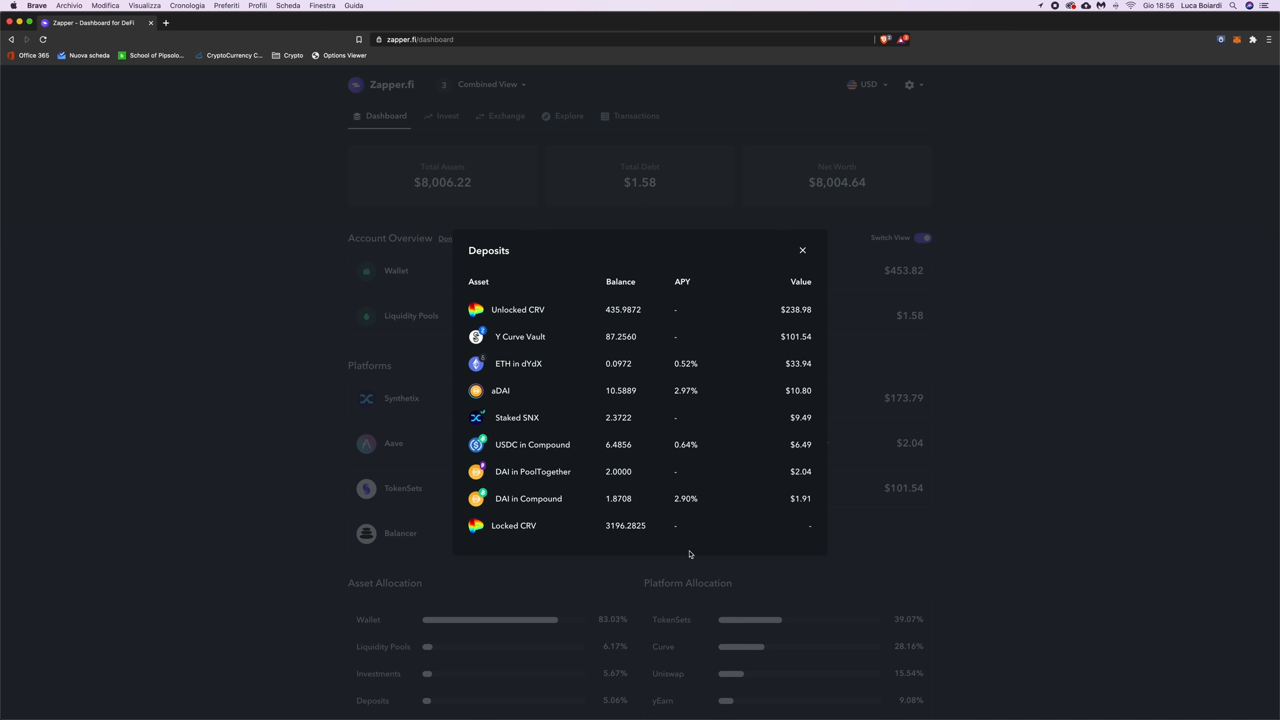 Brave Archivio Modifica Visualizza Cronologia Preferiti Profili Scheda Finestra Guida Gio 18:56 Luca Boiardi
Zapper - Dashboard for DeFi
zapper.fi/dashboard
Office 365 Nuova scheda School of Pipsolo... CryptoCurrency C... Crypto Options Viewer
Zapper.fi 3 Combined View USD
Dashboard Invest Exchange Explore Transactions
Total Assets Total Debt Net Worth
$8,006.22 $1.58 $8,004.64
Account Overview Switch View
Wallet $453.82
Liquidity Pools $1.58
Platforms
Synthetix $173.79
Aave $2.04
TokenSets $101.54
Balancer
Deposits
Asset Balance APY Value
Unlocked CRV 435.9872 - $238.98
Y Curve Vault 87.2560 - $101.54
ETH in dYdX 0.0972 0.52% $33.94
aDAI 10.5889 2.97% $10.80
Staked SNX 2.3722 - $9.49
USDC in Compound 6.4856 0.64% $6.49
DAI in PoolTogether 2.0000 - $2.04
DAI in Compound 1.8708 2.90% $1.91
Locked CRV 3196.2825 - -
Asset Allocation Platform Allocation
Wallet 83.03% TokenSets 39.07%
Liquidity Pools 6.17% Curve 28.16%
Investments 5.67% Uniswap 15.54%
Deposits 5.06% yEarn 9.08%